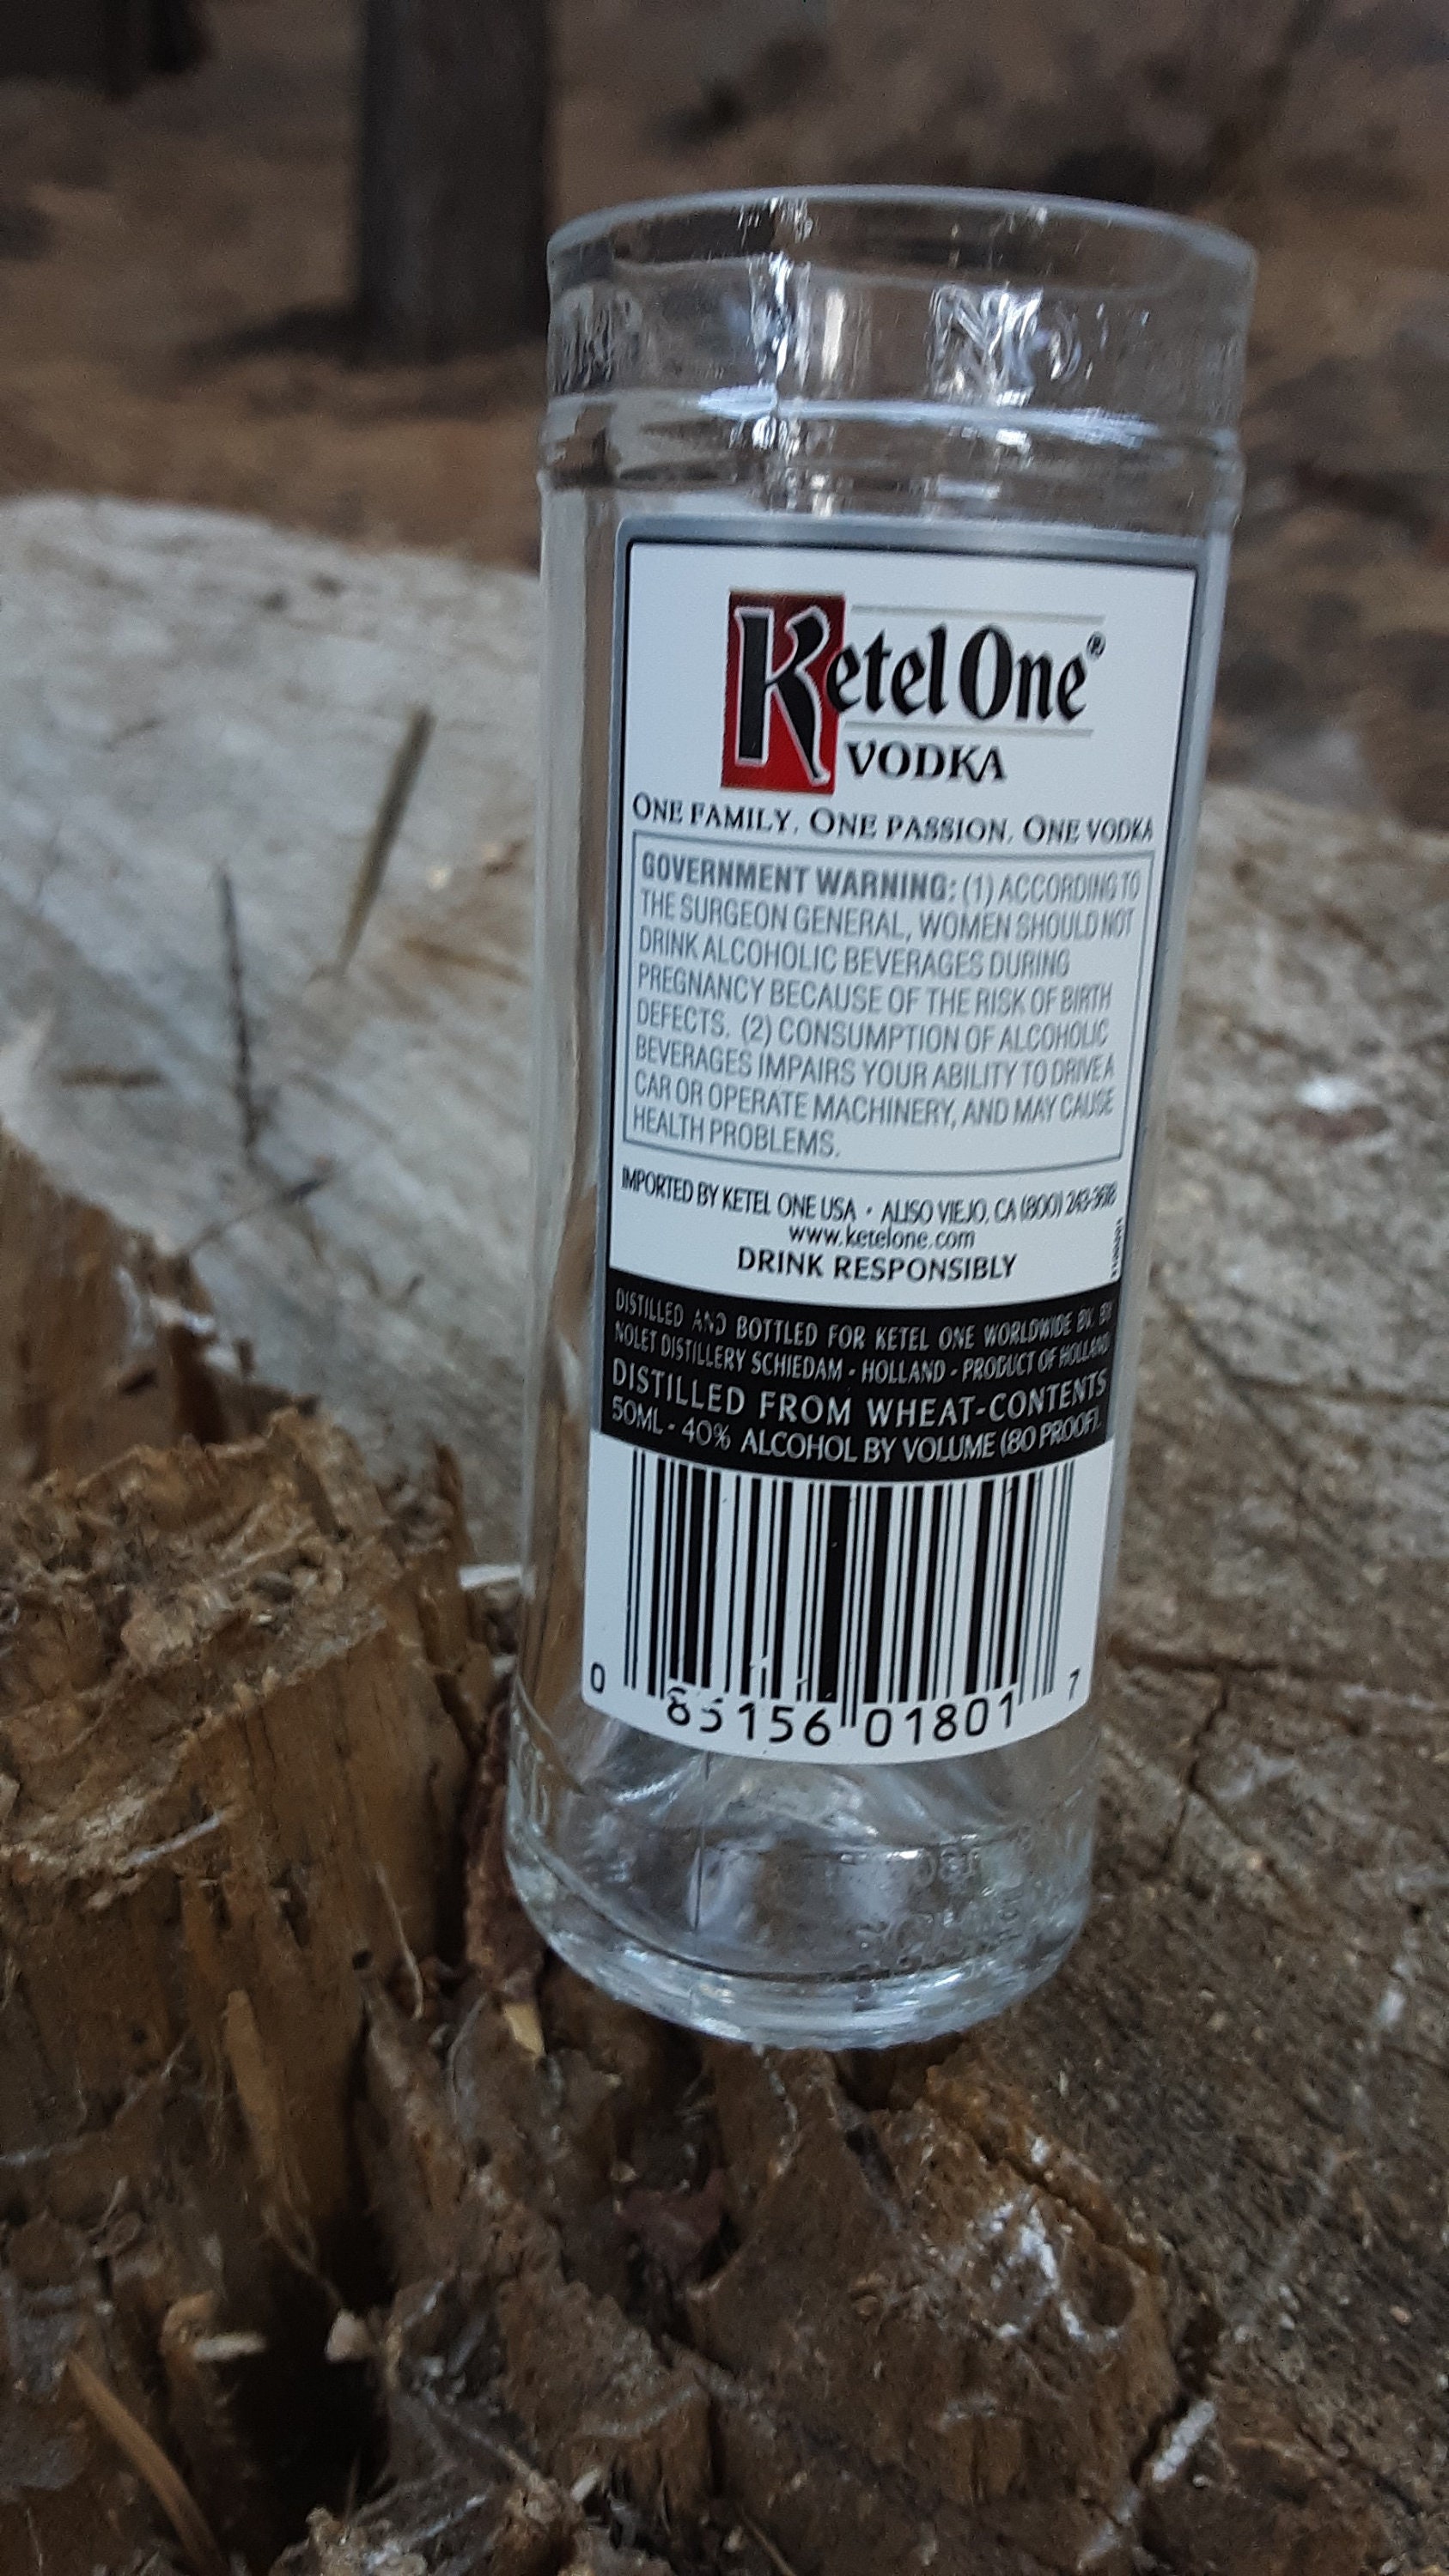 Ketel One®
VODKA
ONE FAMILY. ONE PASSION. ONE VODKA
GOVERNMENT WARNING: (1) ACCORDING TO
THE SURGEON GENERAL, WOMEN SHOULD NOT
DRINK ALCOHOLIC BEVERAGES DURING
PREGNANCY BECAUSE OF THE RISK OF BIRTH
DEFECTS. (2) CONSUMPTION OF ALCOHOLIC
BEVERAGES IMPAIRS YOUR ABILITY TO DRIVE A
CAR OR OPERATE MACHINERY, AND MAY CAUSE
HEALTH PROBLEMS.
IMPORTED BY KETEL ONE USA • ALISO VIEJO, CA (800)
www.ketelone.com
DRINK RESPONSIBLY
DISTILLED AND BOTTLED FOR KETEL ONE WORLDWIDE BV. BY
NOLET DISTILLERY SCHIEDAM - HOLLAND - PRODUCT OF HOLLAND
DISTILLED FROM WHEAT-CONTENTS
50ML - 40% ALCOHOL BY VOLUME (80 PROOF).
0 85156 01801 7